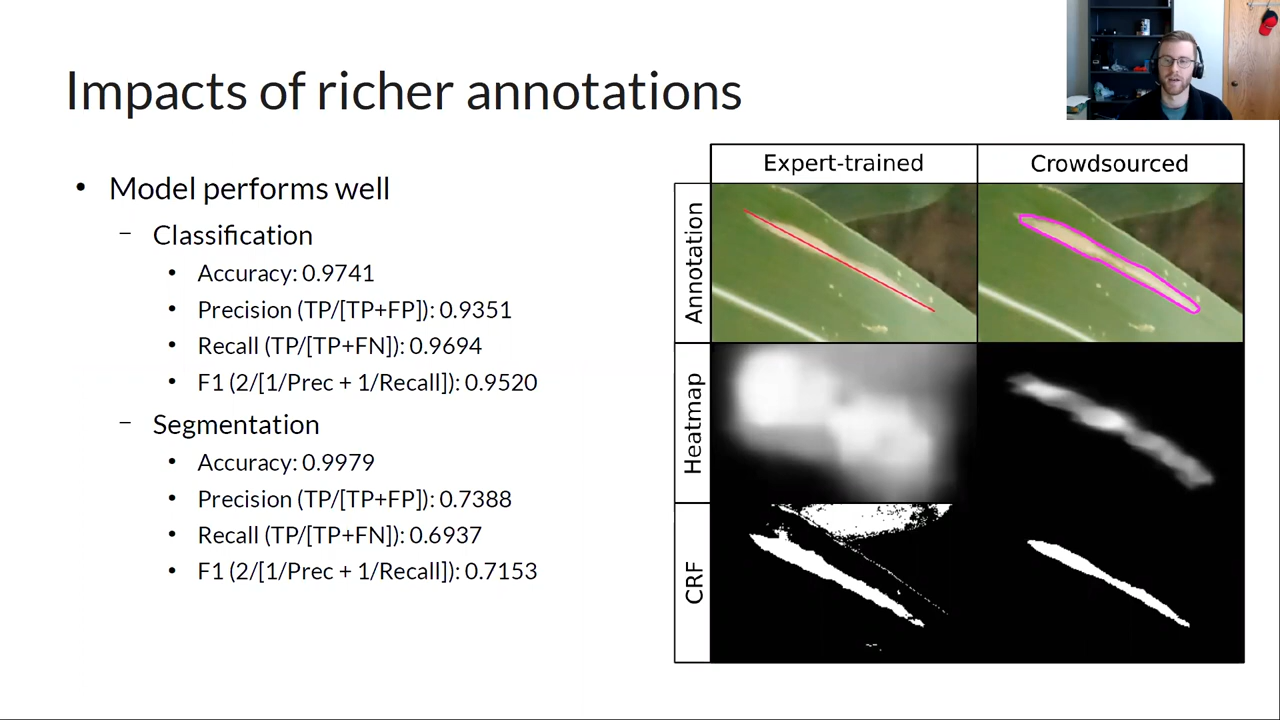 Impacts of richer annotations
• Model performs well
– Classification
• Accuracy: 0.9741
• Precision (TP/[TP+FP]): 0.9351
• Recall (TP/[TP+FN]): 0.9694
• F1 (2/[1/Prec + 1/Recall]): 0.9520
– Segmentation
• Accuracy: 0.9979
• Precision (TP/[TP+FP]): 0.7388
• Recall (TP/[TP+FN]): 0.6937
• F1 (2/[1/Prec + 1/Recall]): 0.7153
Expert-trained
Crowdsourced
Annotation
Heatmap
CRF